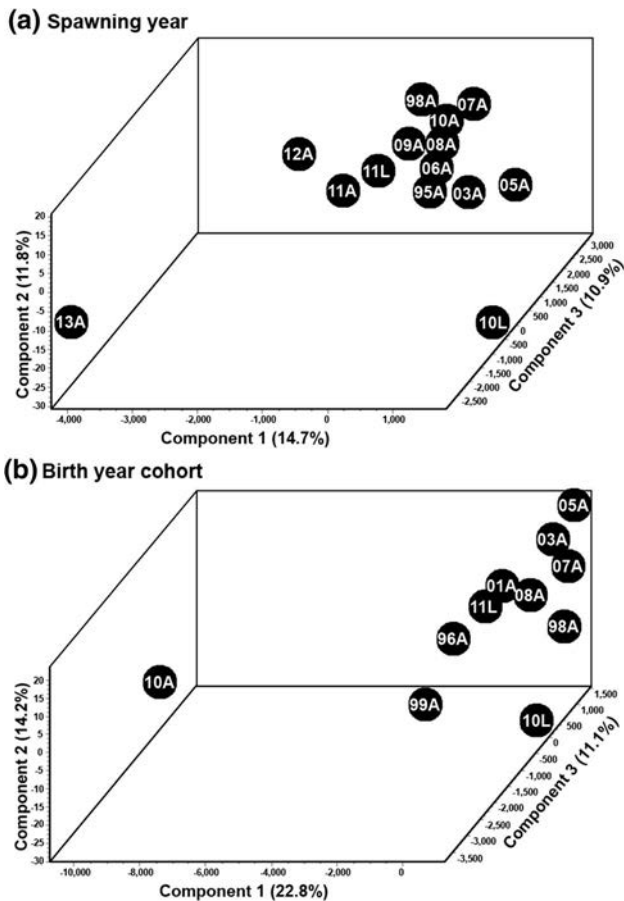 (a) Spawning year
98A
07A
10A
09A
08A
12A
11L
06A
11A
95A
03A
05A
13A
10L
Component 2 (11.8%)
20
15
10
5
0
-5
-10
-15
-20
-25
-30
-4,000
-3,000
-2,000
-1,000
0
1,000
Component 1 (14.7%)
3,000
2,500
2,000
1,500
1,000
500
0
-500
-1,000
-1,500
-2,000
-2,500
Component 3 (10.9%)
(b) Birth year cohort
05A
03A
07A
01A
08A
11L
98A
96A
10A
99A
10L
Component 2 (14.2%)
20
15
10
5
0
-5
-10
-15
-20
-25
-30
-10,000
-8,000
-6,000
-4,000
-2,000
0
Component 1 (22.8%)
1,500
1,000
500
0
-500
-1,000
-1,500
-2,000
-2,500
-3,000
-3,500
Component 3 (11.1%)